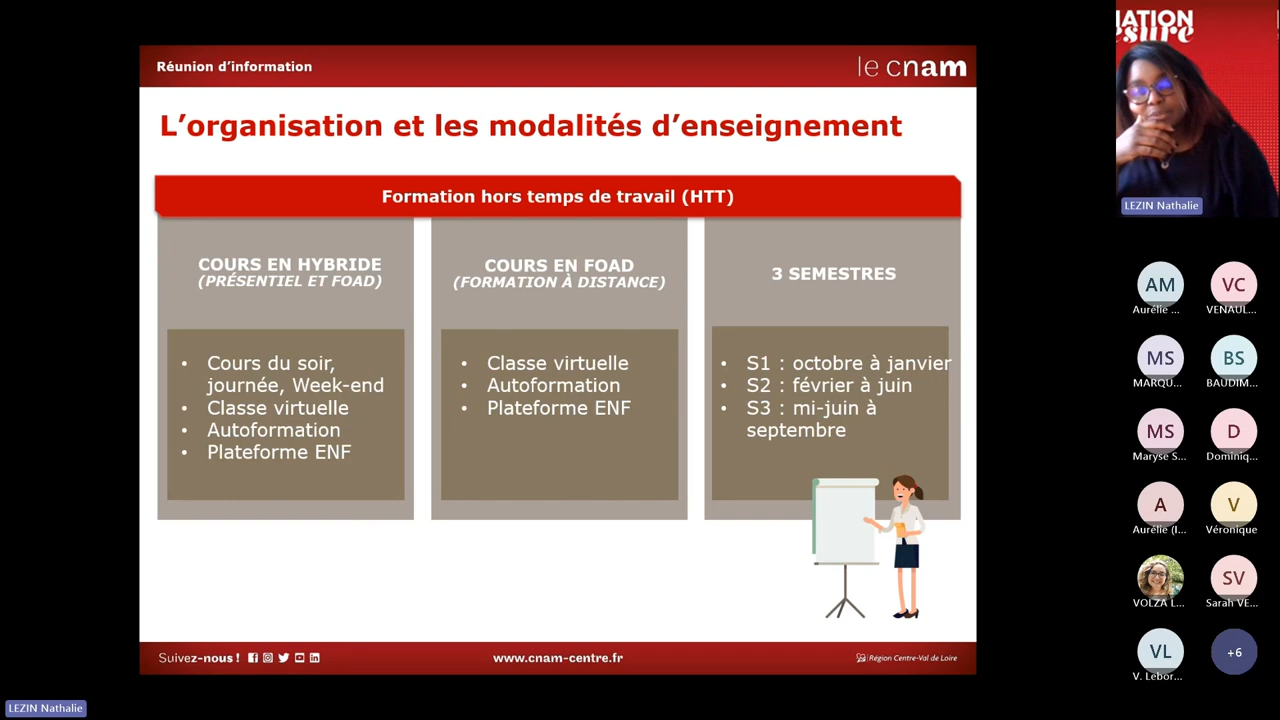 Réunion d’information
le cnam
L’organisation et les modalités d’enseignement
Formation hors temps de travail (HTT)
COURS EN HYBRIDE
(PRÉSENTIEL ET FOAD)
• Cours du soir,
journée, Week-end
• Classe virtuelle
• Autoformation
• Plateforme ENF
COURS EN FOAD
(FORMATION À DISTANCE)
• Classe virtuelle
• Autoformation
• Plateforme ENF
3 SEMESTRES
• S1 : octobre à janvier
• S2 : février à juin
• S3 : mi-juin à
septembre
Suivez-nous !
www.cnam-centre.fr
Région Centre-Val de Loire
LEZIN Nathalie
MATION
esure
LEZIN Nathalie
AM
Aurélie ...
VC
VENAUL...
MS
MARQU...
BS
BAUDIM...
MS
Maryse S...
D
Dominiq...
A
Aurélie (I...
V
Véronique
VOLZA L...
SV
Sarah VE...
VL
V. Lebor...
+6